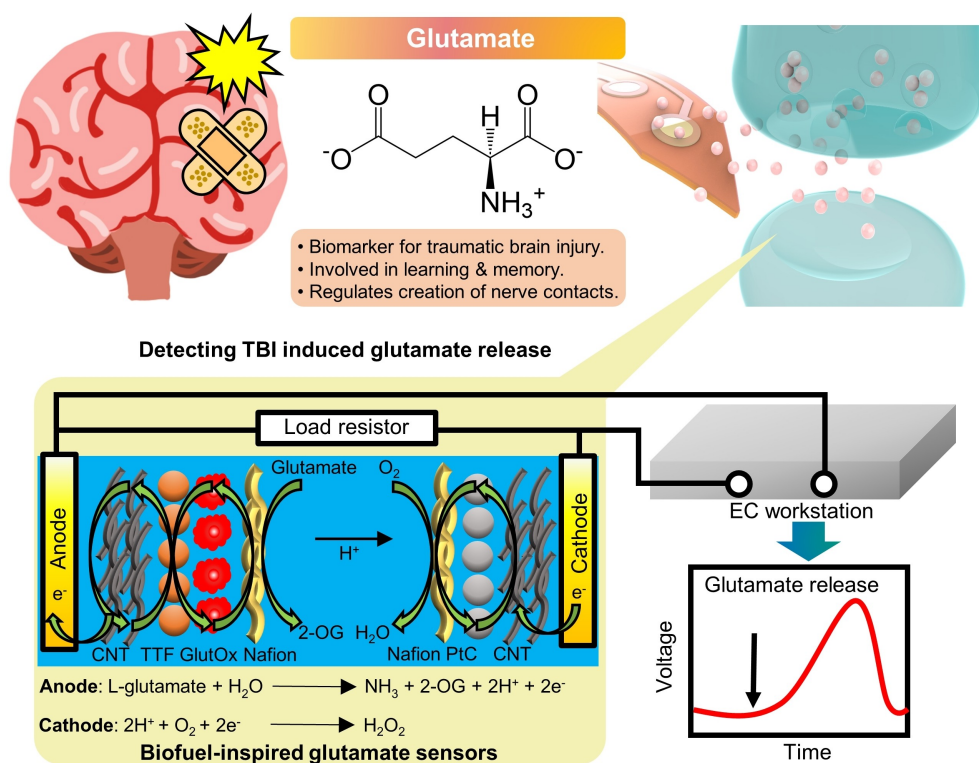 Glutamate
O
O
H
-O
O-
NH₃⁺
• Biomarker for traumatic brain injury.
• Involved in learning & memory.
• Regulates creation of nerve contacts.
Detecting TBI induced glutamate release
Load resistor
Glutamate
O₂
Anode
H⁺
Cathode
e-
e-
2-OG
H₂O
CNT TTF GlutOx Nafion
Nafion PtC CNT
EC workstation
Glutamate release
Voltage
Time
Anode: L-glutamate + H₂O → NH₃ + 2-OG + 2H⁺ + 2e-
Cathode: 2H⁺ + O₂ + 2e- → H₂O₂
Biofuel-inspired glutamate sensors